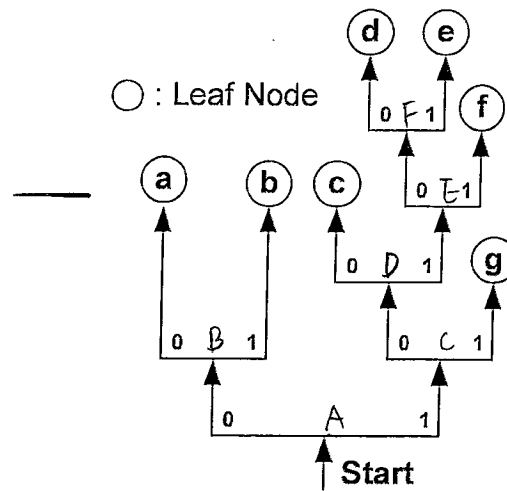 d e
0 F 1
: Leaf Node f
a b c 0 E 1
0 D 1 g
0 B 1 0 C 1
0 A 1
Start